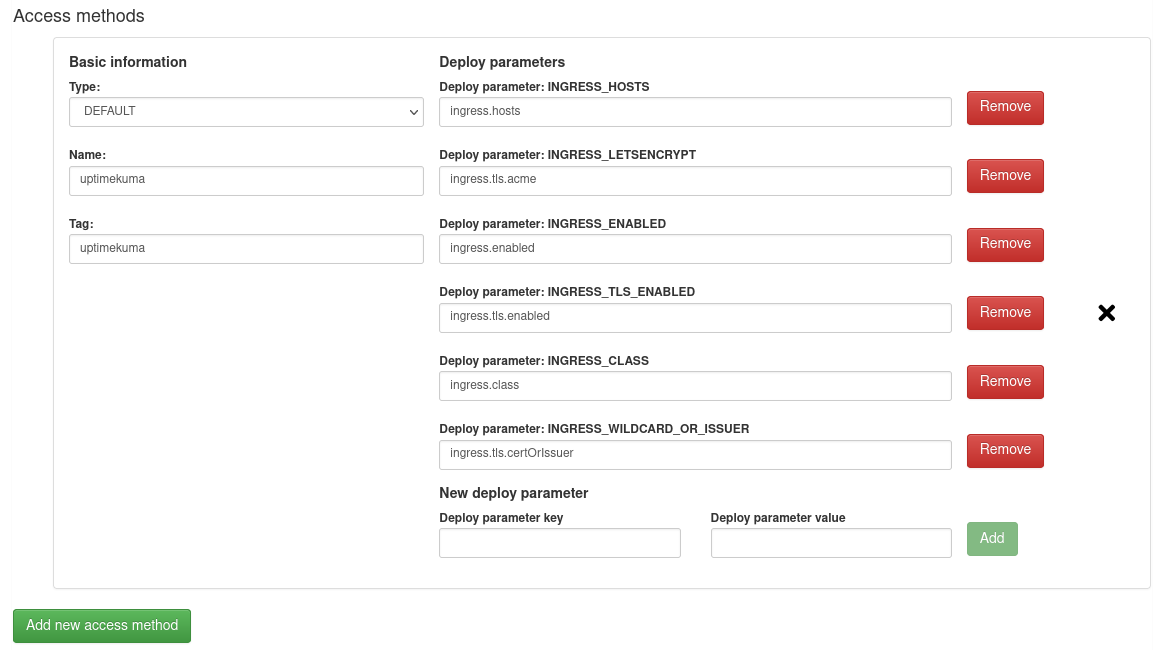 Access methods
Basic information
Type:
DEFAULT
Name:
uptimekuma
Tag:
uptimekuma
Deploy parameters
Deploy parameter: INGRESS_HOSTS
ingress.hosts
Remove
Deploy parameter: INGRESS_LETSENCRYPT
ingress.tls.acme
Remove
Deploy parameter: INGRESS_ENABLED
ingress.enabled
Remove
Deploy parameter: INGRESS_TLS_ENABLED
ingress.tls.enabled
Remove
Deploy parameter: INGRESS_CLASS
ingress.class
Remove
Deploy parameter: INGRESS_WILDCARD_OR_ISSUER
ingress.tls.certOrIssuer
Remove
New deploy parameter
Deploy parameter key
Deploy parameter value
Add
Add new access method